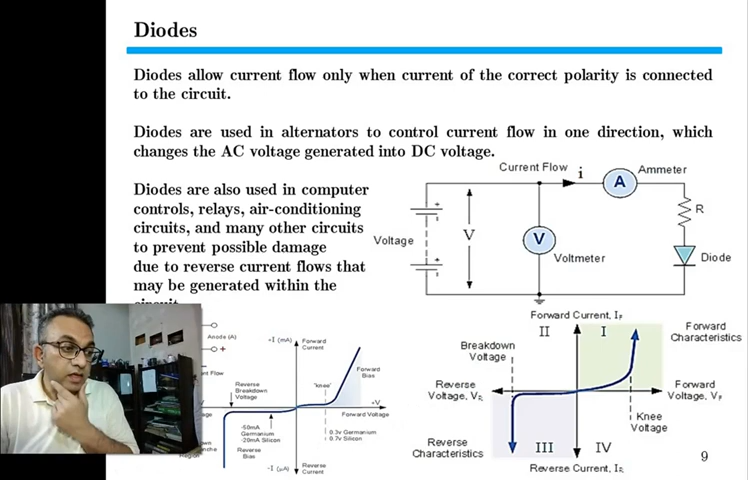 Diodes
Diodes allow current flow only when current of the correct polarity is connected
to the circuit.
Diodes are used in alternators to control current flow in one direction, which
changes the AC voltage generated into DC voltage.
Diodes are also used in computer
controls, relays, air-conditioning
circuits, and many other circuits
to prevent possible damage
due to reverse current flows that
may be generated within the
circuit
Current Flow
i
A
Ammeter
R
Voltage
V
V
Voltmeter
Diode
+
+
Anode (A)
+
nt Flow
+I (mA)
Forward
Current
"knee"
Forward
Bias
Reverse
Breakdown
Voltage
+V
Forward Voltage
-50mA
Germanium
-20mA Silicon
0.3v Germanium
0.7v Silicon
Reverse
Bias
-I (µA)
Reverse
Current
Forward Current, IF
II
I
Forward
Characteristics
Breakdown
Voltage
Reverse
Voltage, VR
Forward
Voltage, VF
Knee
Voltage
Reverse
Characteristics
III
IV
Reverse Current, IR
9